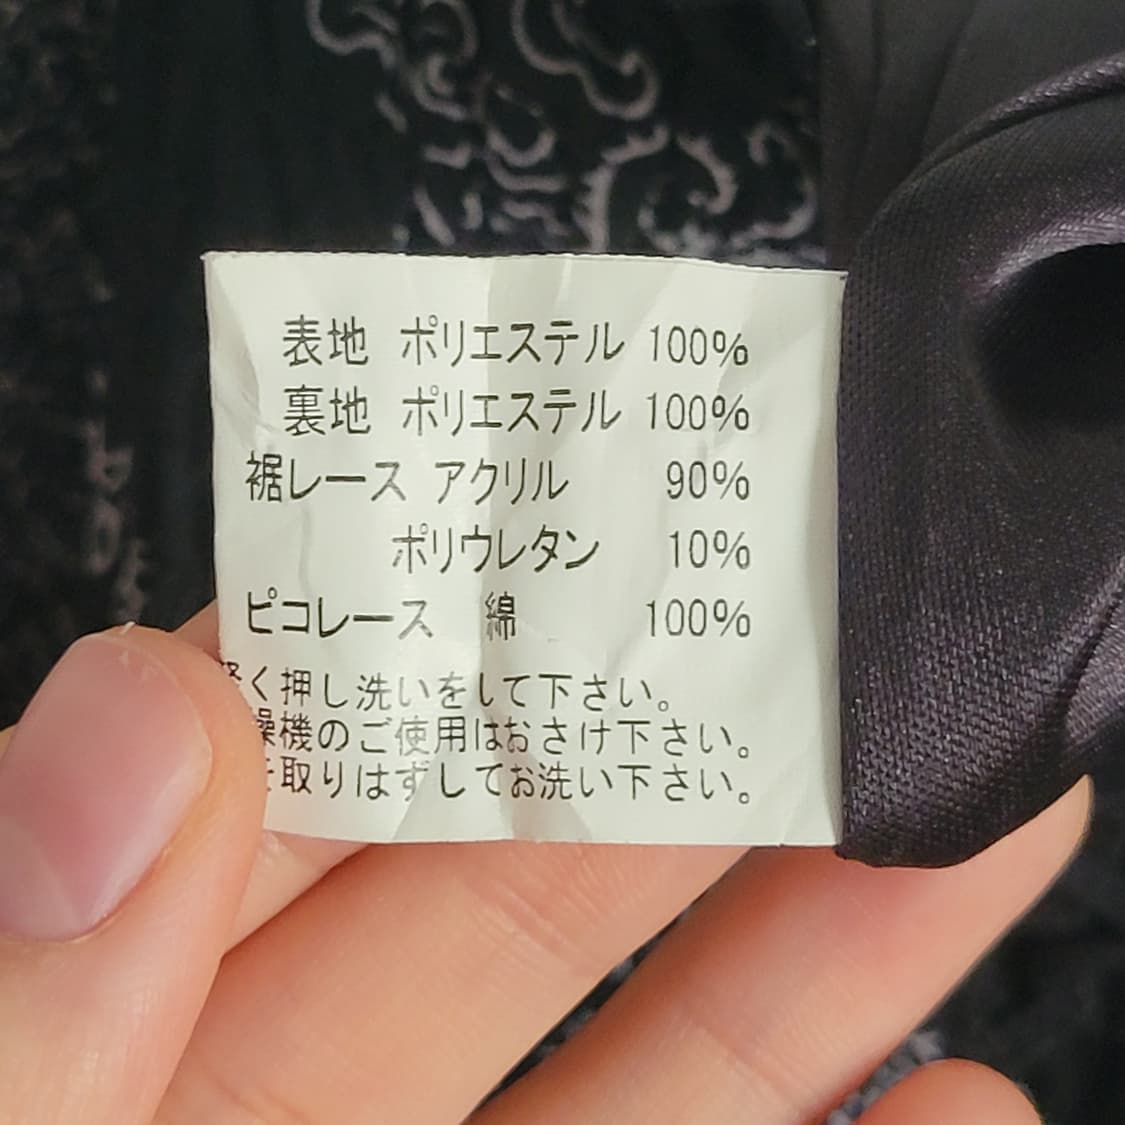 表地 ポリエステル 100%
裏地 ポリエステル 100%
裾レース アクリル 90%
ポリウレタン 10%
ピコレース 綿 100%
く押し洗いをして下さい。
燥機のご使用はおさけ下さい。
を取りはずしてお洗い下さい。